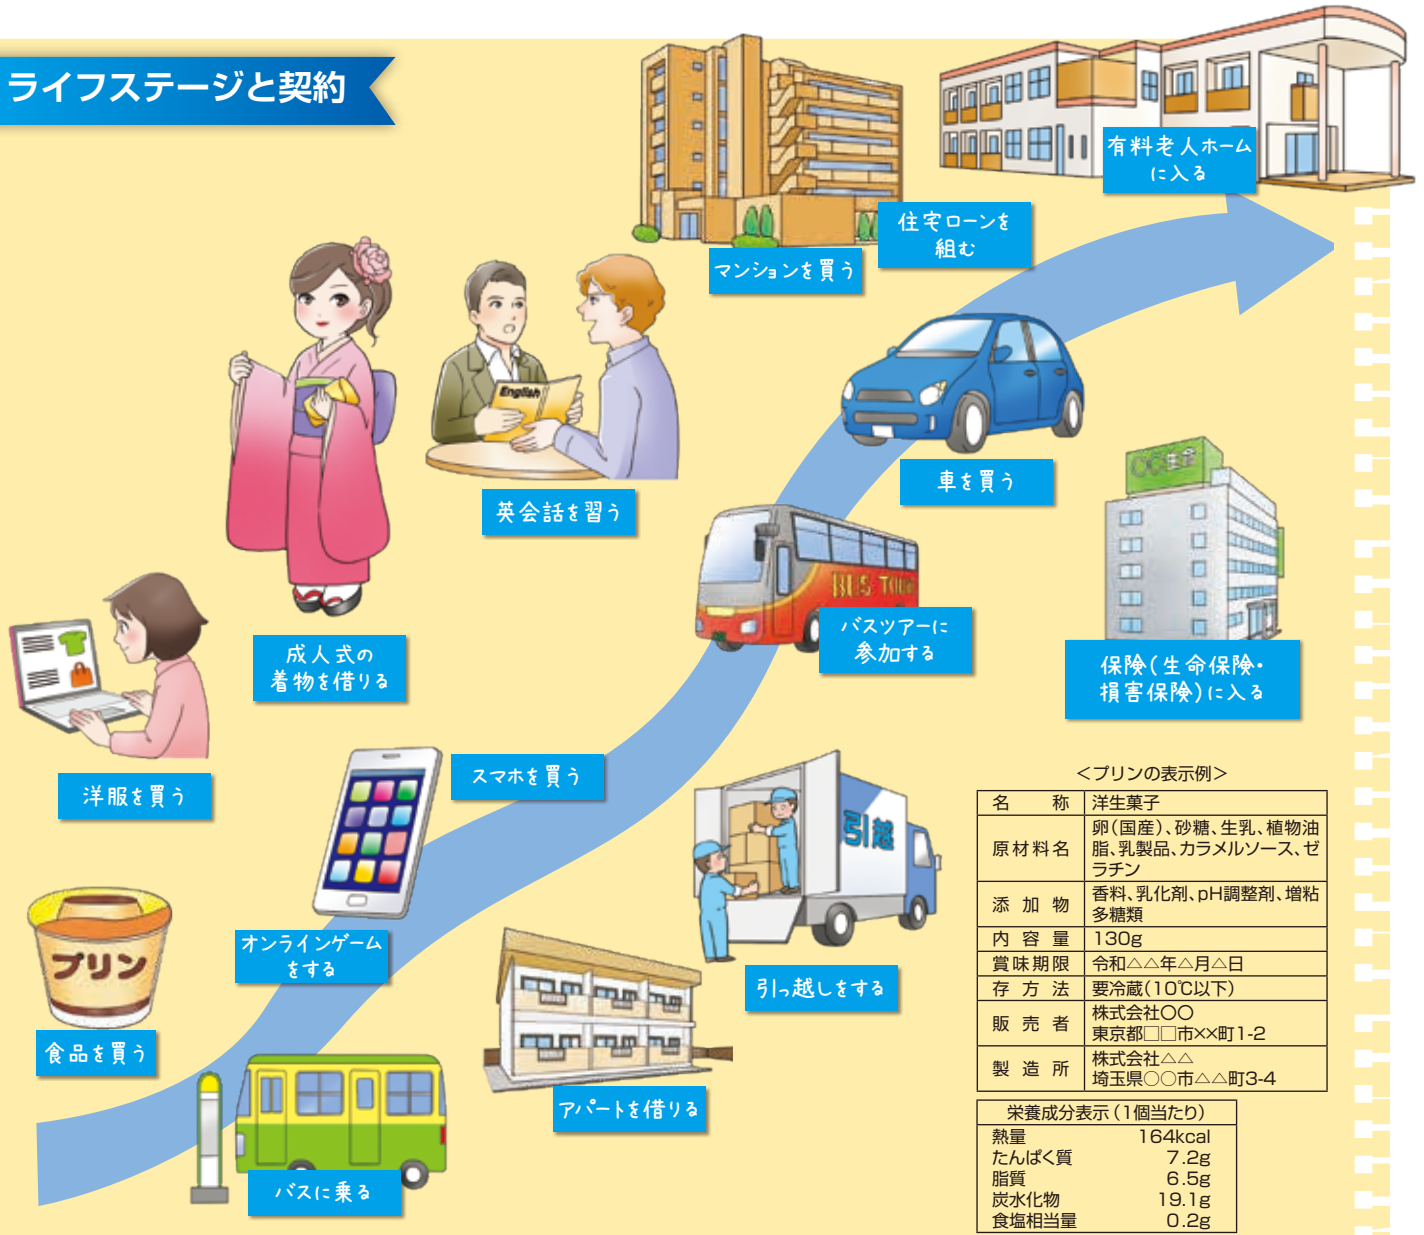 ライフステージと契約
有料老人ホーム
に入る
住宅ローンを
組む
マンションを買う
English
英会話を習う
車を買う
〇〇生命
BUS TOUR
バスツアーに
参加する
保険(生命保険・
損害保険)に入る
成人式の
着物を借りる
洋服を買う
スマホを買う
オンラインゲーム
をする
引越
引っ越しをする
プリン
食品を買う
アパートを借りる
バスに乗る
<プリンの表示例>
名称 洋生菓子
原材料名 卵(国産)、砂糖、生乳、植物油
脂、乳製品、カラメルソース、ゼ
ラチン
添加物 香料、乳化剤、pH調整剤、増粘
多糖類
内容量 130g
賞味期限 令和△△年△月△日
存方法 要冷蔵(10℃以下)
販売者 株式会社〇〇
東京都□□市××町1-2
製造所 株式会社△△
埼玉県○○市△△町3-4
栄養成分表示(1個当たり)
熱量 164kcal
たんぱく質 7.2g
脂質 6.5g
炭水化物 19.1g
食塩相当量 0.2g